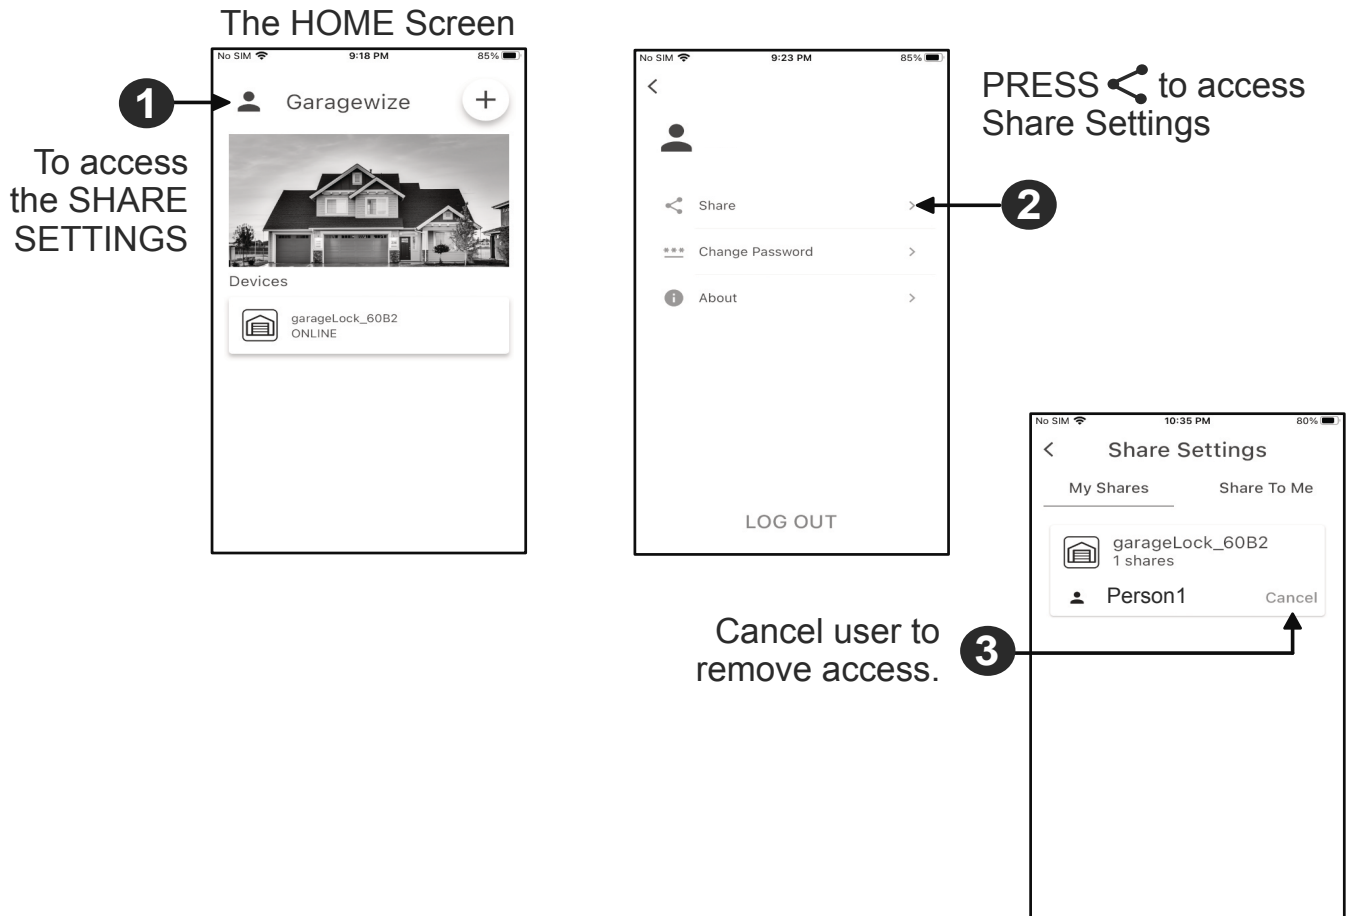 The HOME Screen
No SIM 9:18 PM 85%
1
Garagewize
+
To access
the SHARE
SETTINGS
Devices
garageLock_60B2
ONLINE
No SIM 9:23 PM 85%
PRESS to access
Share Settings
Share
2
*** Change Password
i About
LOG OUT
No SIM 10:35 PM 80%
Share Settings
My Shares Share To Me
garageLock_60B2
1 shares
Person1 Cancel
Cancel user to
remove access.
3